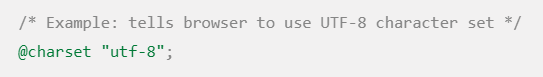 /* Example: tells browser to use UTF-8 character set */
@charset "utf-8";